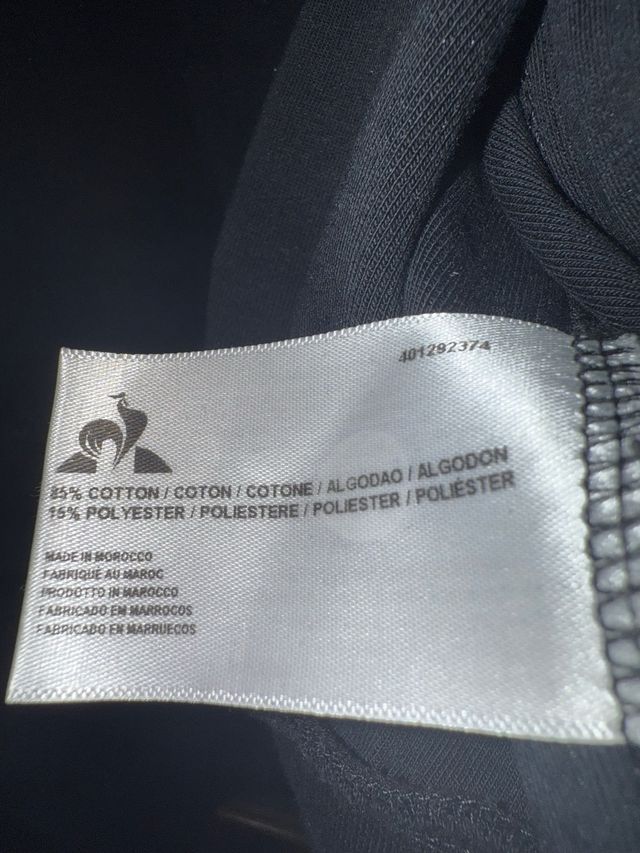 401292374
85% COTTON / COTON / COTONE / ALGODAO / ALGODON
15% POLYESTER / POLIESTERE / POLIESTER / POLIÉSTER
MADE IN MOROCCO
FABRIQUE AU MAROC
PRODOTTO IN MAROCCO
FABRICADO EM MARROCOS
FABRICADO EN MARRUECOS